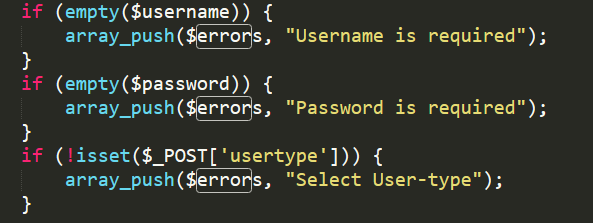 if (empty($username)) {
    array_push($errors, "Username is required");
}
if (empty($password)) {
    array_push($errors, "Password is required");
}
if (!isset($_POST['usertype'])) {
    array_push($errors, "Select User-type");
}